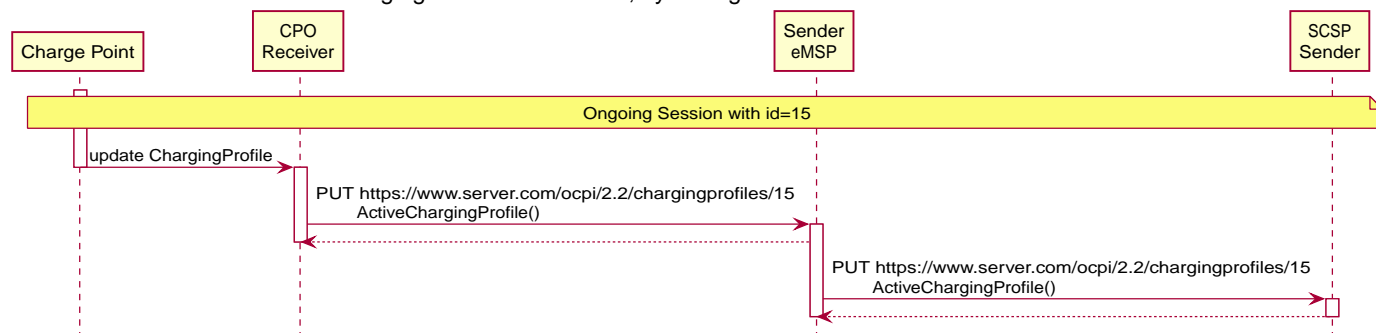 CPO
Receiver
Sender
eMSP
SCSP
Sender
Charge Point
Ongoing Session with id=15
update ChargingProfile
PUT https://www.server.com/ocpi/2.2/chargingprofiles/15
ActiveChargingProfile()
PUT https://www.server.com/ocpi/2.2/chargingprofiles/15
ActiveChargingProfile()